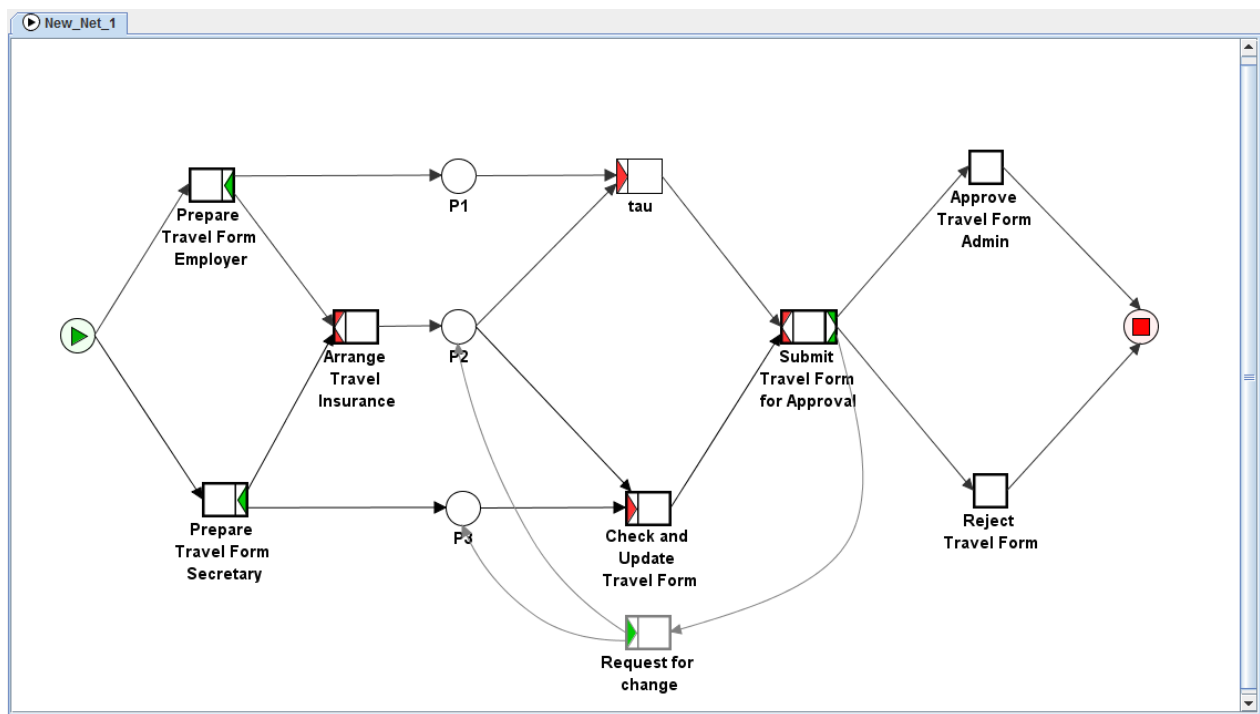 New_Net_1
Prepare
Travel Form
Employer
P1
tau
Approve
Travel Form
Admin
Arrange
Travel
Insurance
P2
Submit
Travel Form
for Approval
Prepare
Travel Form
Secretary
P3
Check and
Update
Travel Form
Reject
Travel Form
Request for
change